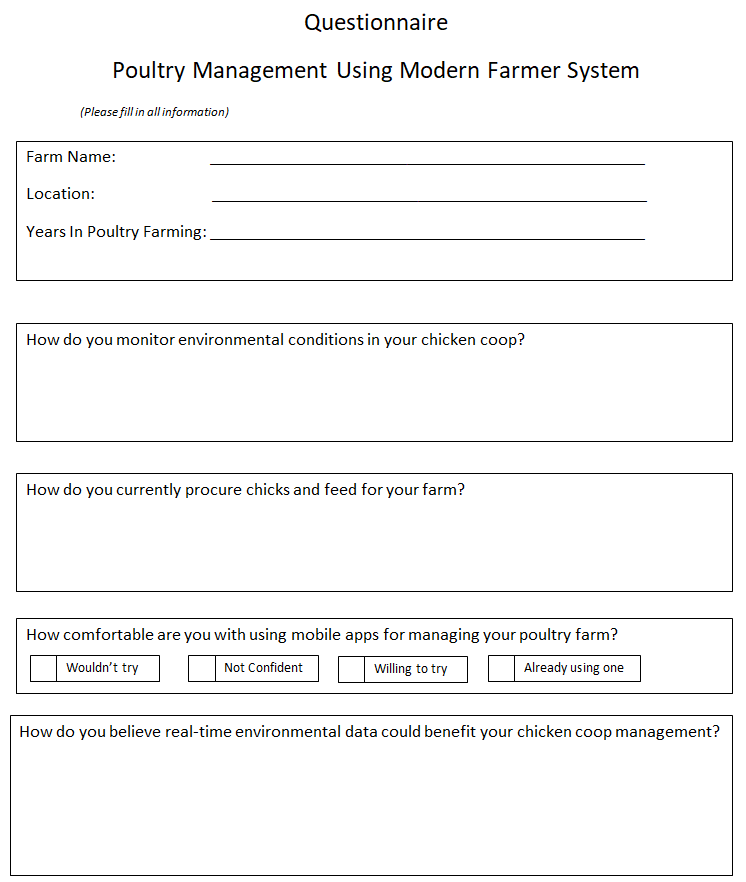 Questionnaire
Poultry Management Using Modern Farmer System
(Please fill in all information)
Farm Name:
Location:
Years In Poultry Farming:
How do you monitor environmental conditions in your chicken coop?
How do you currently procure chicks and feed for your farm?
How comfortable are you with using mobile apps for managing your poultry farm?
Wouldn't try Not Confident Willing to try Already using one
How do you believe real-time environmental data could benefit your chicken coop management?